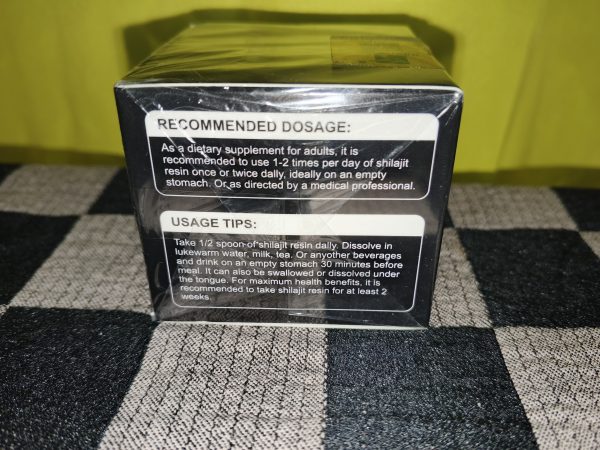 RECOMMENDED DOSAGE:
As a dietary supplement for adults, it is
recommended to use 1-2 times per day of shilajit
resin once or twice daily, ideally on an empty
stomach. Or as directed by a medical professional.
USAGE TIPS:
Take 1/2 spoon of shilajit resin daily. Dissolve in
lukewarm water, milk, tea. Or anyother beverages
and drink on an empty stomach 30 minutes before
meal. It can also be swallowed or dissolved under
the tongue. For maximum health benefits, it is
recommended to take shilajit resin for at least 2
weeks.